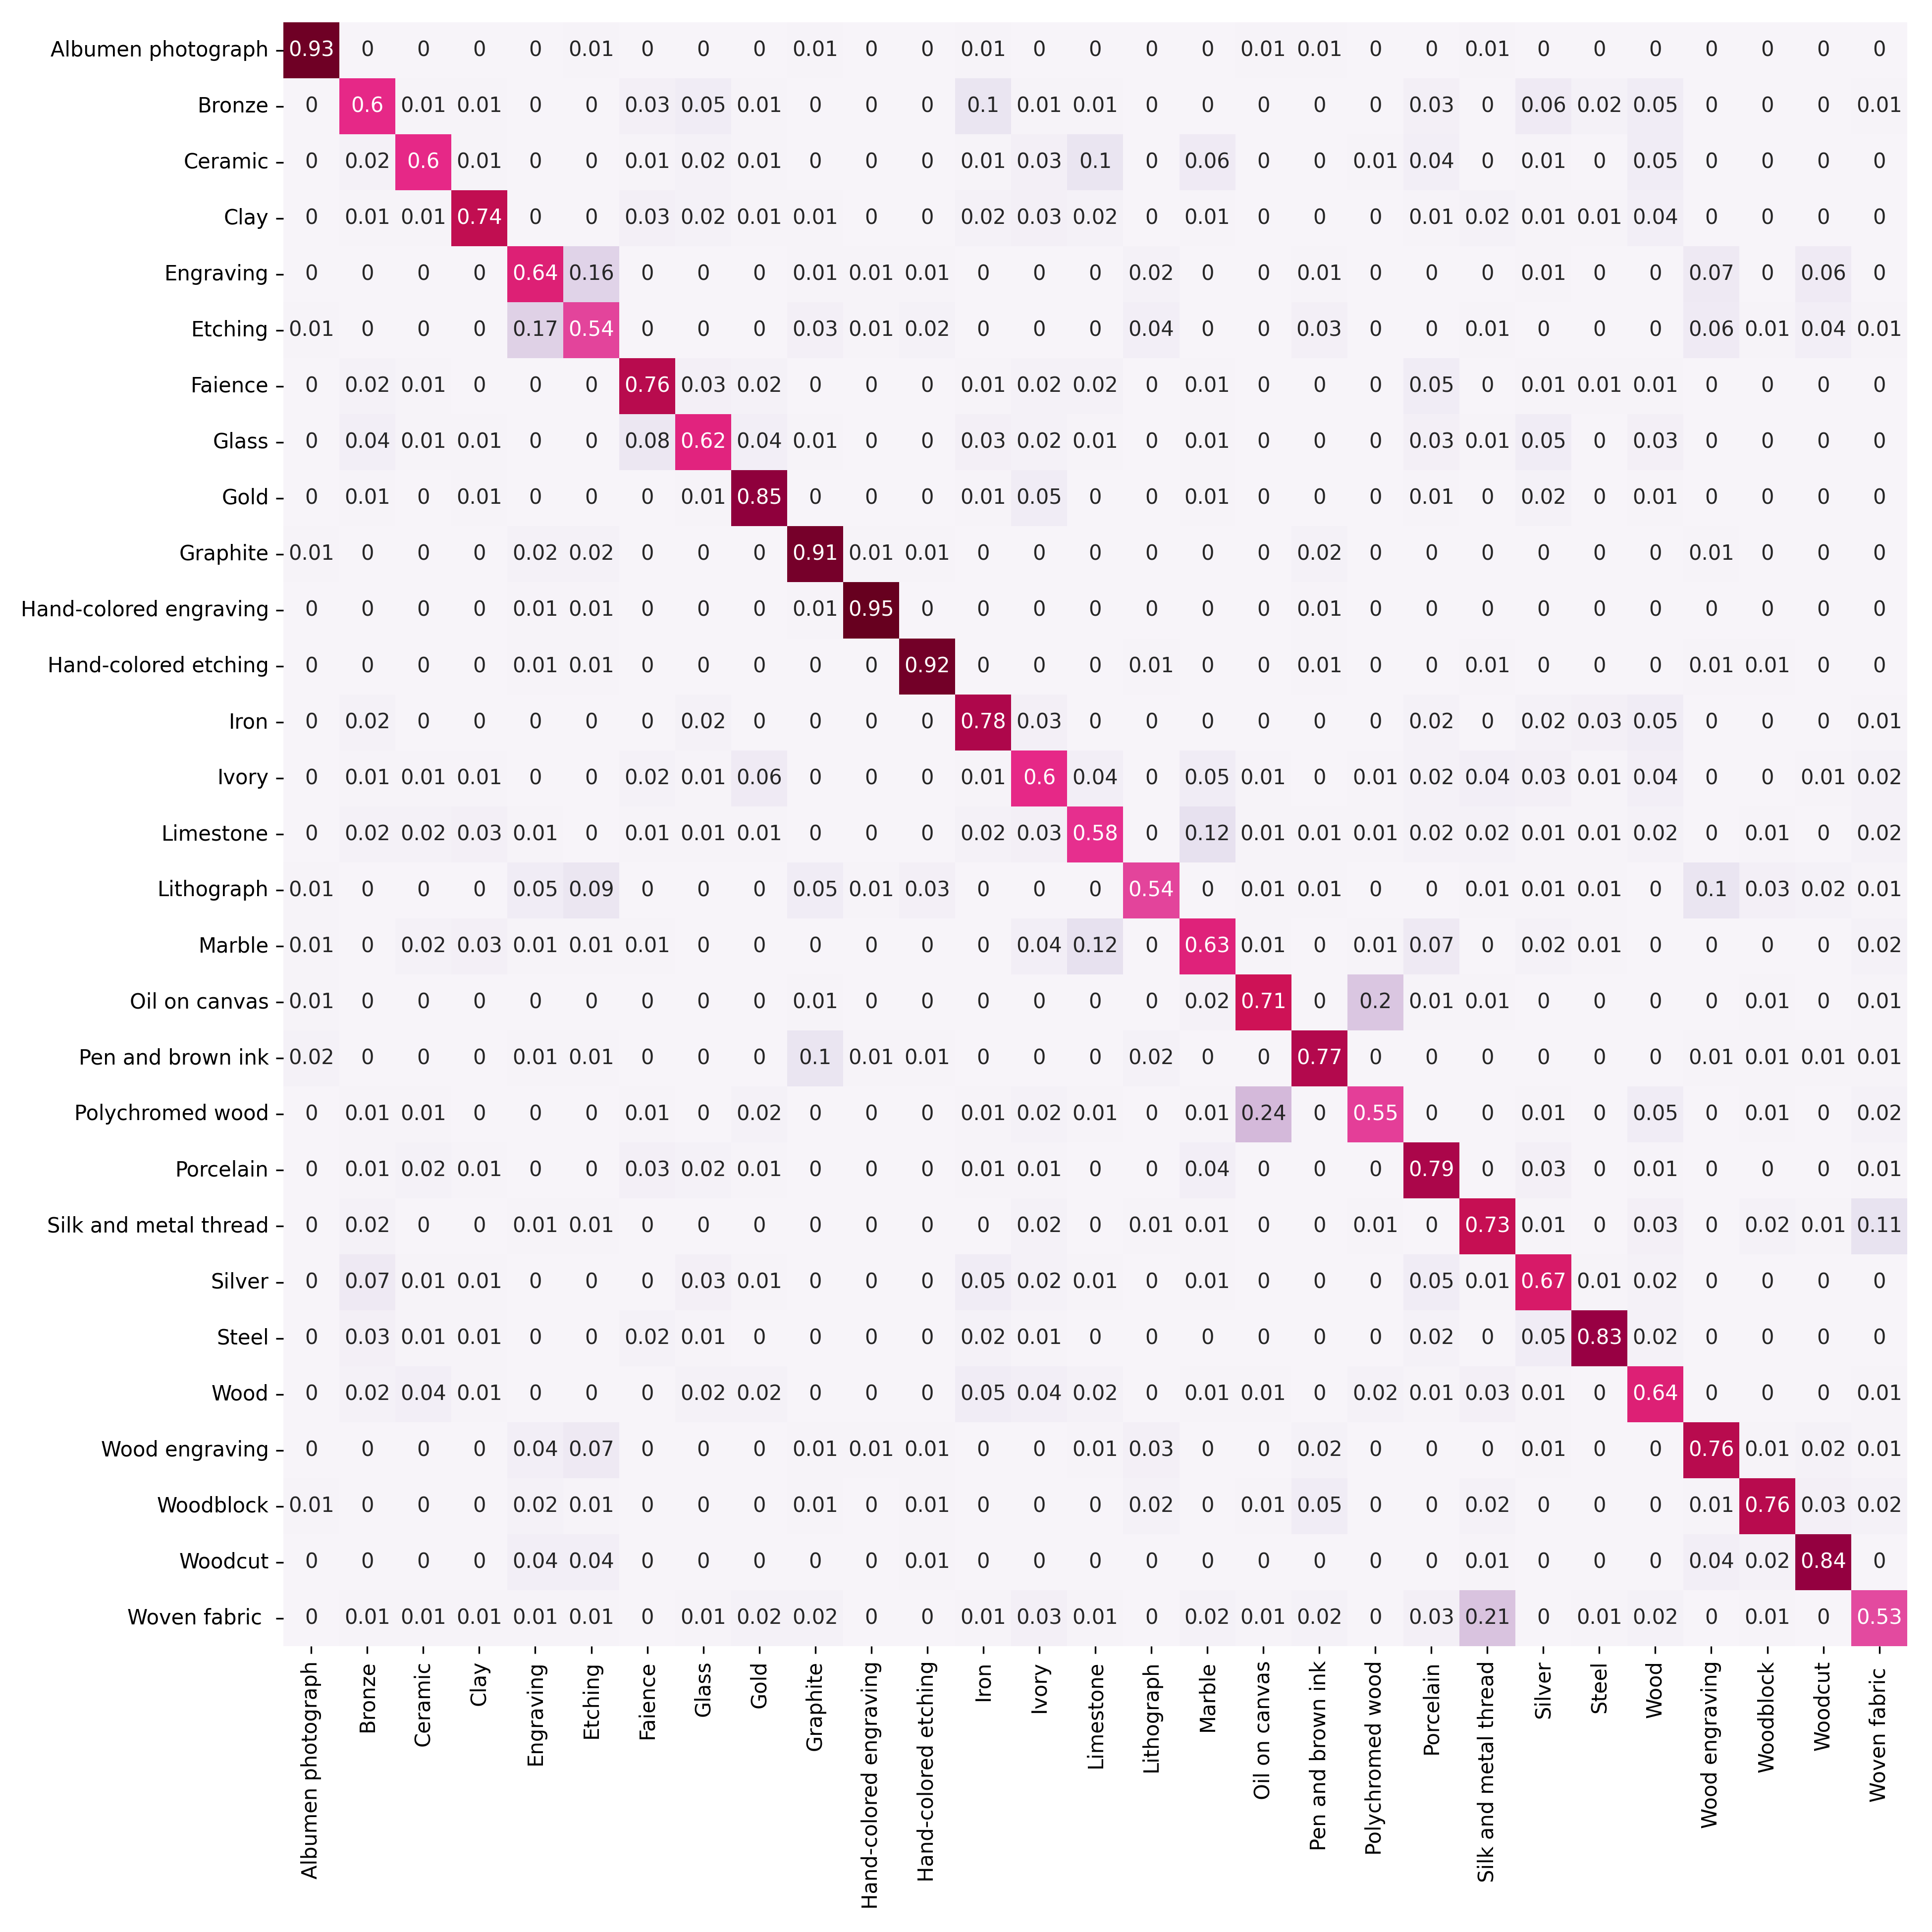 Albumen photograph 0.93 0 0 0 0 0.01 0 0 0 0.01 0 0 0.01 0 0 0 0 0.01 0.01 0 0 0.01 0 0 0 0 0 0 0
Bronze 0 0.6 0.01 0.01 0 0 0.03 0.05 0.01 0 0 0 0.1 0.01 0.01 0 0 0 0 0 0.03 0 0.06 0.02 0.05 0 0 0 0.01
Ceramic 0 0.02 0.6 0.01 0 0 0.01 0.02 0.01 0 0 0 0.01 0.03 0.1 0 0.06 0 0 0.01 0.04 0 0.01 0 0.05 0 0 0 0
Clay 0 0.01 0.01 0.74 0 0 0.03 0.02 0.01 0.01 0 0 0.02 0.03 0.02 0 0.01 0 0 0 0.01 0.02 0.01 0.01 0.04 0 0 0 0
Engraving 0 0 0 0 0.64 0.16 0 0 0 0.01 0.01 0.01 0 0 0 0.02 0 0 0.01 0 0 0 0.01 0 0 0.07 0 0.06 0
Etching 0.01 0 0 0 0.17 0.54 0 0 0 0.03 0.01 0.02 0 0 0 0.04 0 0 0.03 0 0 0.01 0 0 0 0.06 0.01 0.04 0.01
Faience 0 0.02 0.01 0 0 0 0.76 0.03 0.02 0 0 0 0.01 0.02 0.02 0 0.01 0 0 0 0.05 0 0.01 0.01 0.01 0 0 0 0
Glass 0 0.04 0.01 0.01 0 0 0.08 0.62 0.04 0.01 0 0 0.03 0.02 0.01 0 0.01 0 0 0 0.03 0.01 0.05 0 0.03 0 0 0 0
Gold 0 0.01 0 0.01 0 0 0 0.01 0.85 0 0 0 0.01 0.05 0 0 0.01 0 0 0 0.01 0 0.02 0 0.01 0 0 0 0
Graphite 0.01 0 0 0 0.02 0.02 0 0 0 0.91 0.01 0.01 0 0 0 0 0 0 0.02 0 0 0 0 0 0 0.01 0 0 0
Hand-colored engraving 0 0 0 0 0.01 0.01 0 0 0 0.01 0.95 0 0 0 0 0 0 0 0.01 0 0 0 0 0 0 0 0 0 0
Hand-colored etching 0 0 0 0 0.01 0.01 0 0 0 0 0 0.92 0 0 0 0.01 0 0 0.01 0 0 0.01 0 0 0 0.01 0.01 0 0
Iron 0 0.02 0 0 0 0 0 0.02 0 0 0 0 0.78 0.03 0 0 0 0 0 0 0.02 0 0.02 0.03 0.05 0 0 0 0.01
Ivory 0 0.01 0.01 0.01 0 0 0.02 0.01 0.06 0 0 0 0.01 0.6 0.04 0 0.05 0.01 0 0.01 0.02 0.04 0.03 0.01 0.04 0 0 0.01 0.02
Limestone 0 0.02 0.02 0.03 0.01 0 0.01 0.01 0.01 0 0 0 0.02 0.03 0.58 0 0.12 0.01 0.01 0.01 0.02 0.02 0.01 0.01 0.02 0 0.01 0 0.02
Lithograph 0.01 0 0 0 0.05 0.09 0 0 0 0.05 0.01 0.03 0 0 0 0.54 0 0.01 0.01 0 0 0.01 0.01 0.01 0 0.1 0.03 0.02 0.01
Marble 0.01 0 0.02 0.03 0.01 0.01 0.01 0 0 0 0 0 0 0.04 0.12 0 0.63 0.01 0 0.01 0.07 0 0.02 0.01 0 0 0 0 0.02
Oil on canvas 0.01 0 0 0 0 0 0 0 0 0.01 0 0 0 0 0 0 0.02 0.71 0 0.2 0.01 0.01 0 0 0 0 0.01 0 0.01
Pen and brown ink 0.02 0 0 0 0.01 0.01 0 0 0 0.1 0.01 0.01 0 0 0 0.02 0 0 0.77 0 0 0 0 0 0 0.01 0.01 0.01 0.01
Polychromed wood 0 0.01 0.01 0 0 0 0.01 0 0.02 0 0 0 0.01 0.02 0.01 0 0.01 0.24 0 0.55 0 0 0.01 0 0.05 0 0.01 0 0.02
Porcelain 0 0.01 0.02 0.01 0 0 0.03 0.02 0.01 0 0 0 0.01 0.01 0 0 0.04 0 0 0 0.79 0 0.03 0 0.01 0 0 0 0.01
Silk and metal thread 0 0.02 0 0 0.01 0.01 0 0 0 0 0 0 0 0.02 0 0.01 0.01 0 0 0.01 0 0.73 0.01 0 0.03 0 0.02 0.01 0.11
Silver 0 0.07 0.01 0.01 0 0 0 0.03 0.01 0 0 0 0.05 0.02 0.01 0 0.01 0 0 0 0.05 0.01 0.67 0.01 0.02 0 0 0 0
Steel 0 0.03 0.01 0.01 0 0 0.02 0.01 0 0 0 0 0.02 0.01 0 0 0 0 0 0 0.02 0 0.05 0.83 0.02 0 0 0 0
Wood 0 0.02 0.04 0.01 0 0 0 0.02 0.02 0 0 0 0.05 0.04 0.02 0 0.01 0.01 0 0.02 0.01 0.03 0.01 0 0.64 0 0 0 0.01
Wood engraving 0 0 0 0 0.04 0.07 0 0 0 0.01 0.01 0.01 0 0 0.01 0.03 0 0 0.02 0 0 0 0.01 0 0 0.76 0.01 0.02 0.01
Woodblock 0.01 0 0 0 0.02 0.01 0 0 0 0.01 0 0.01 0 0 0 0.02 0 0.01 0.05 0 0 0.02 0 0 0 0.01 0.76 0.03 0.02
Woodcut 0 0 0 0 0.04 0.04 0 0 0 0 0 0.01 0 0 0 0 0 0 0 0 0 0.01 0 0 0 0.04 0.02 0.84 0
Woven fabric 0 0.01 0.01 0.01 0.01 0.01 0 0.01 0.02 0.02 0 0 0.01 0.03 0.01 0 0.02 0.01 0.02 0 0.03 0.21 0 0.01 0.02 0 0.01 0 0.53
Albumen photograph
Bronze
Ceramic
Clay
Engraving
Etching
Faience
Glass
Gold
Graphite
Hand-colored engraving
Hand-colored etching
Iron
Ivory
Limestone
Lithograph
Marble
Oil on canvas
Pen and brown ink
Polychromed wood
Porcelain
Silk and metal thread
Silver
Steel
Wood
Wood engraving
Woodblock
Woodcut
Woven fabric